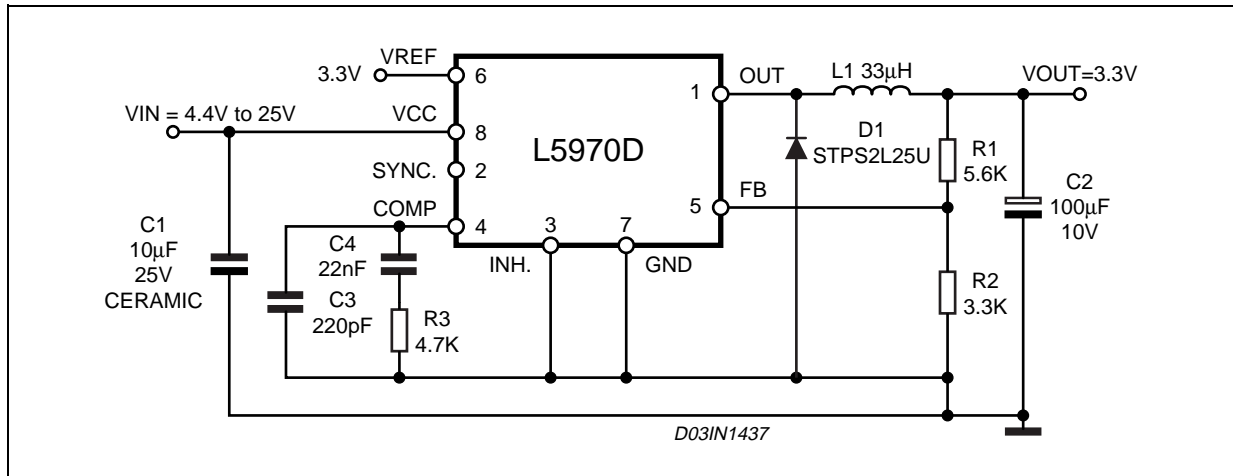 VREF
3.3V
6
VIN = 4.4V to 25V
VCC
8
SYNC.
2
COMP
4
L5970D
3
INH.
7
GND
1
OUT
5
FB
L1 33μH
VOUT=3.3V
D1
STPS2L25U
R1
5.6K
C2
100μF
10V
R2
3.3K
C1
10μF
25V
CERAMIC
C4
22nF
C3
220pF
R3
4.7K
D03IN1437